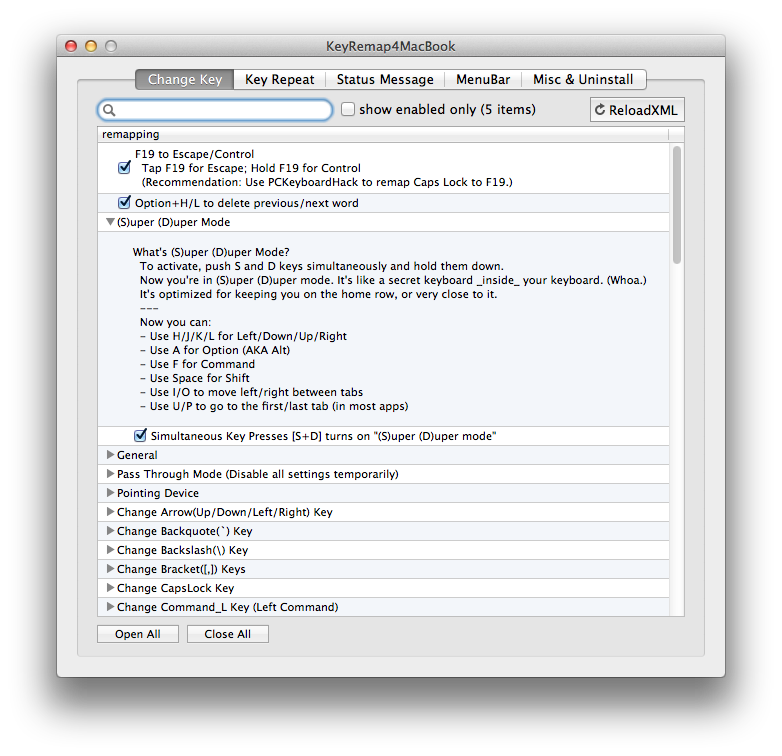 KeyRemap4MacBook
Change Key Key Repeat Status Message MenuBar Misc & Uninstall
show enabled only (5 items) ReloadXML
remapping
F19 to Escape/Control
Tap F19 for Escape; Hold F19 for Control
(Recommendation: Use PCKeyboardHack to remap Caps Lock to F19.)
Option+H/L to delete previous/next word
(S)uper (D)uper Mode
What's (S)uper (D)uper Mode?
To activate, push S and D keys simultaneously and hold them down.
Now you're in (S)uper (D)uper mode. It's like a secret keyboard _inside_ your keyboard. (Whoa.)
It's optimized for keeping you on the home row, or very close to it.
---
Now you can:
- Use H/J/K/L for Left/Down/Up/Right
- Use A for Option (AKA Alt)
- Use F for Command
- Use Space for Shift
- Use I/O to move left/right between tabs
- Use U/P to go to the first/last tab (in most apps)
Simultaneous Key Presses [S+D] turns on "(S)uper (D)uper mode"
General
Pass Through Mode (Disable all settings temporarily)
Pointing Device
Change Arrow(Up/Down/Left/Right) Key
Change Backquote(`) Key
Change Backslash(\) Key
Change Bracket([,]) Keys
Change CapsLock Key
Change Command_L Key (Left Command)
Open All Close All